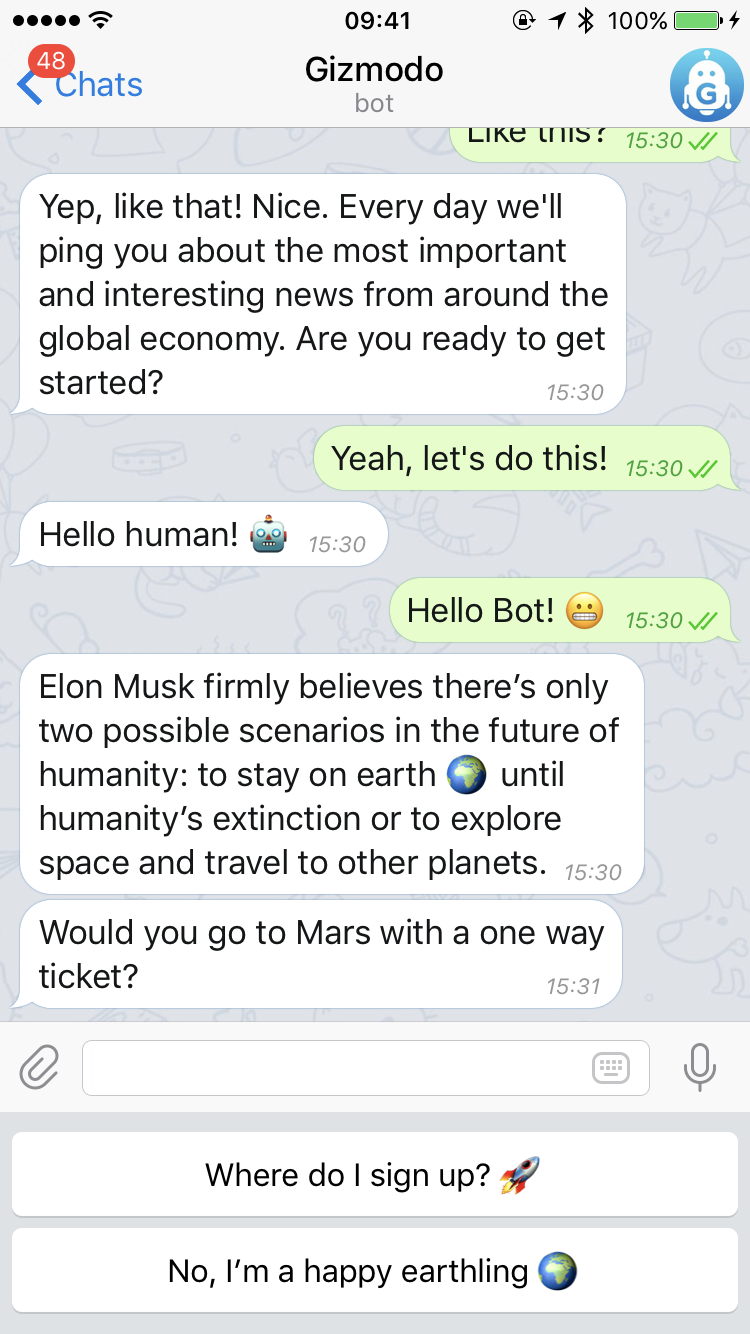 09:41
100%
48
Chats
Gizmodo
bot
G
Like this? 15:30
Yep, like that! Nice. Every day we'll
ping you about the most important
and interesting news from around the
global economy. Are you ready to get
started? 15:30
Yeah, let's do this! 15:30
Hello human! 🤖 15:30
Hello Bot! 😬 15:30
Elon Musk firmly believes there’s only
two possible scenarios in the future of
humanity: to stay on earth 🌍 until
humanity’s extinction or to explore
space and travel to other planets. 15:30
Would you go to Mars with a one way
ticket? 15:31
Where do I sign up? 🚀
No, I’m a happy earthling 🌍